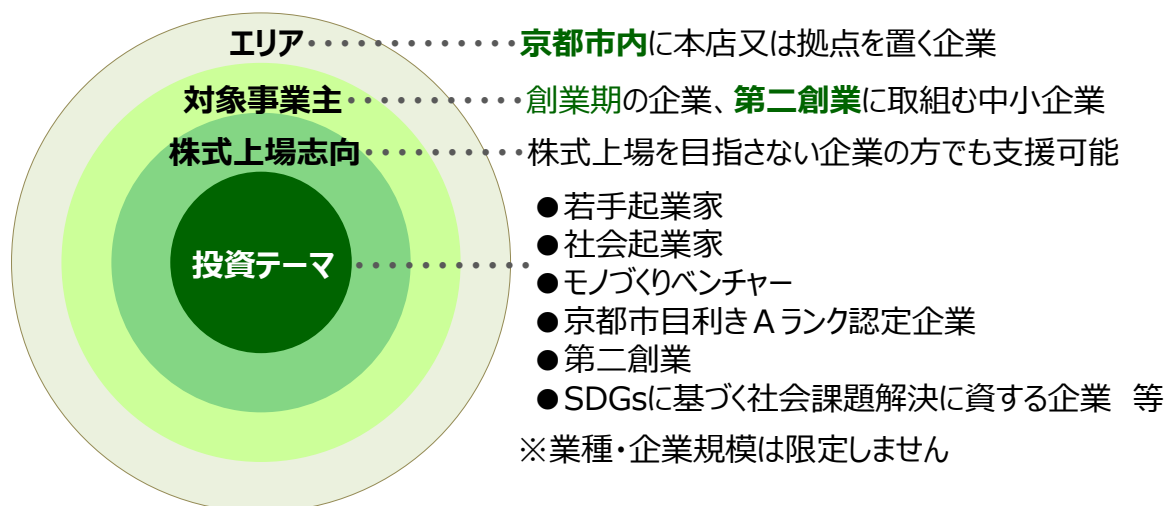 エリア・・・・・・・・・・・京都市内に本店又は拠点を置く企業
対象事業主・・・・・・・・・創業期の企業、第二創業に取組む中小企業
株式上場志向・・・・・・・・株式上場を目指さない企業の方でも支援可能
投資テーマ・・・・・・・・・
●若手起業家
●社会起業家
●モノづくりベンチャー
●京都市目利きAランク認定企業
●第二創業
●SDGsに基づく社会課題解決に資する企業 等
※業種・企業規模は限定しません